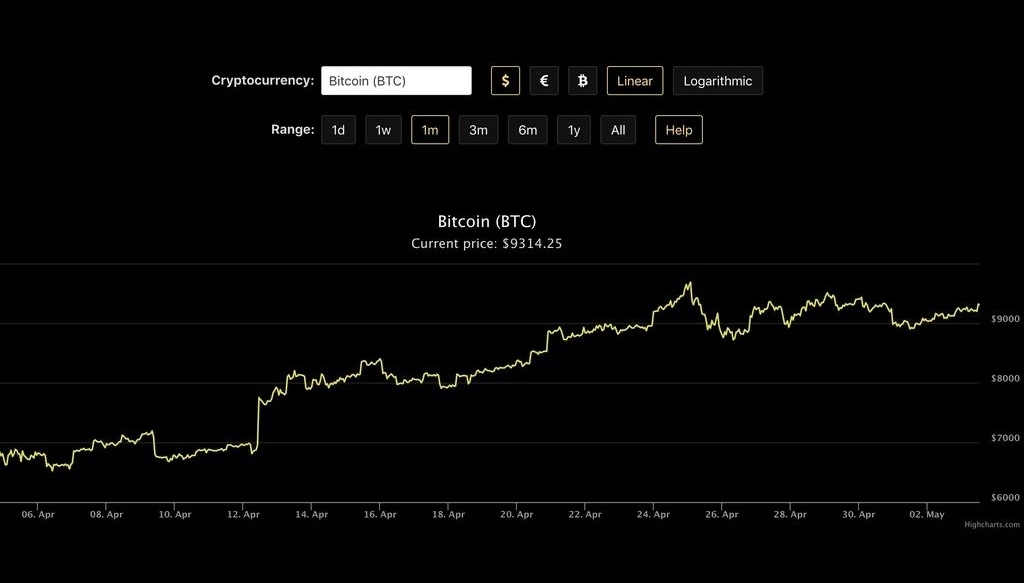 Cryptocurrency: Bitcoin (BTC) $ € ₿ Linear Logarithmic
Range: 1d 1w 1m 3m 6m 1y All Help
Bitcoin (BTC)
Current price: $9314.25
$9000
$8000
$7000
$6000
06. Apr 08. Apr 10. Apr 12. Apr 14. Apr 16. Apr 18. Apr 20. Apr 22. Apr 24. Apr 26. Apr 28. Apr 30. Apr 02. May
Highcharts.com